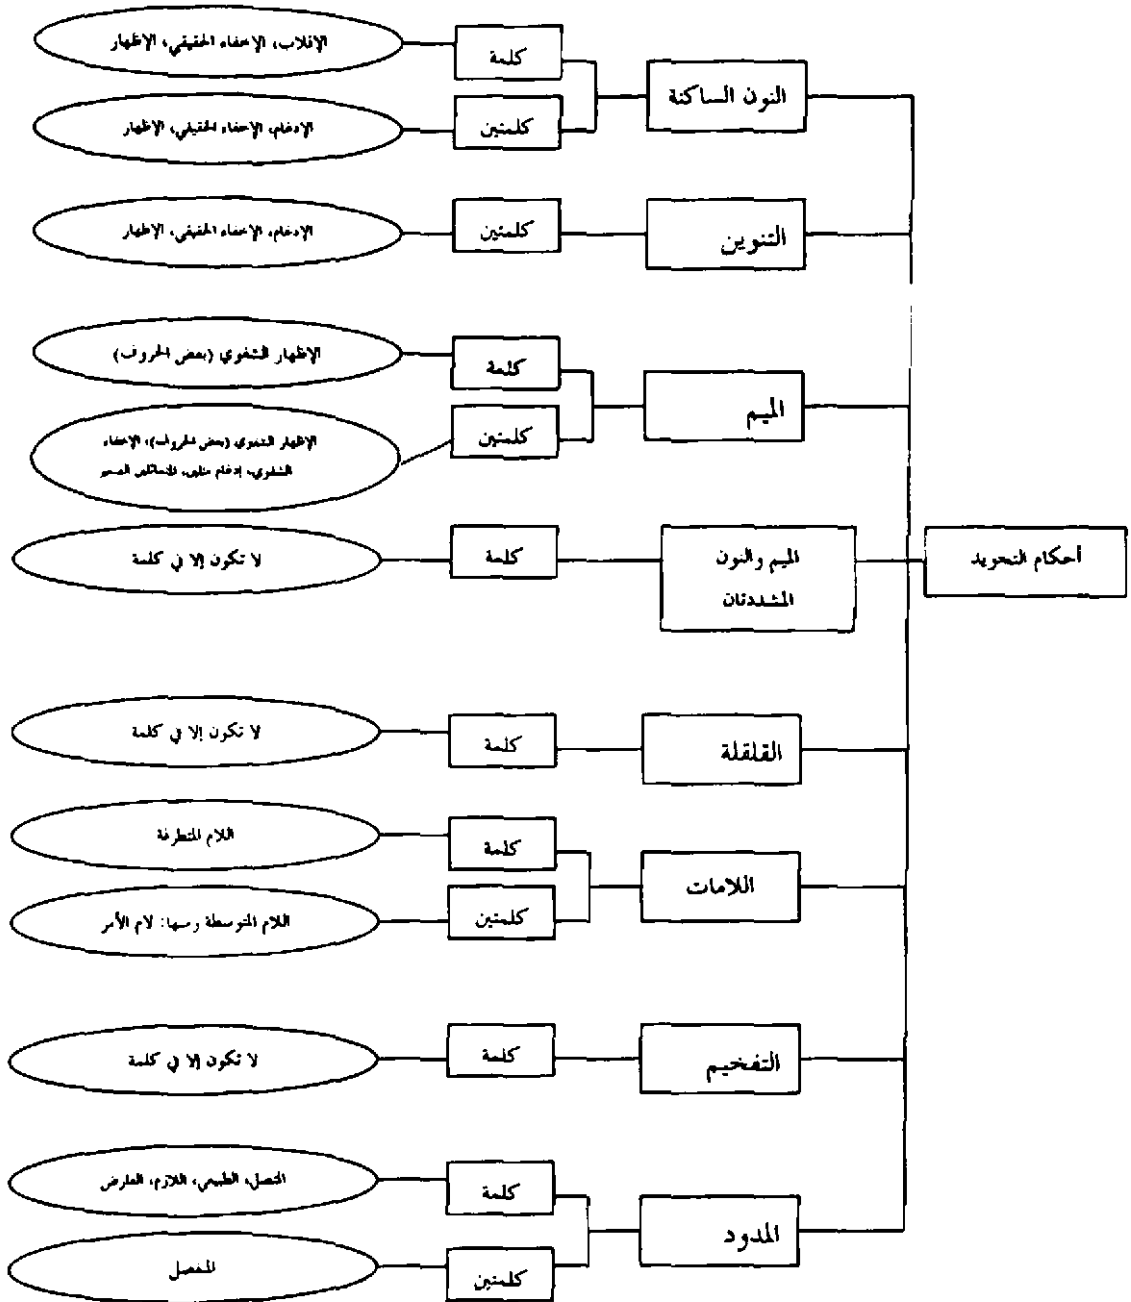 أحكام التجويد
النون الساكنة
كلمة
الإقلاب، الإخفاء الحقيقي، الإظهار
كلمتين
الإدغام، الإخفاء الحقيقي، الإظهار
التنوين
كلمتين
الإدغام، الإخفاء الحقيقي، الإظهار
الميم
كلمة
الإظهار الشفوي (بعض الحروف)
كلمتين
الإظهار الشفوي (بعض الحروف)، الإخفاء
الشفوي، إدغام مثلين، الصغير
الميم والنون
المشددتان
كلمة
لا تكون إلا في كلمة
القلقلة
كلمة
لا تكون إلا في كلمة
اللامات
كلمة
اللام المتطرفة
كلمتين
اللام المتوسطة ومنها: لام الأمر
التفخيم
كلمة
لا تكون إلا في كلمة
المدود
كلمة
المتصل، الطبيعي، اللازم، العارض
كلمتين
المنفصل